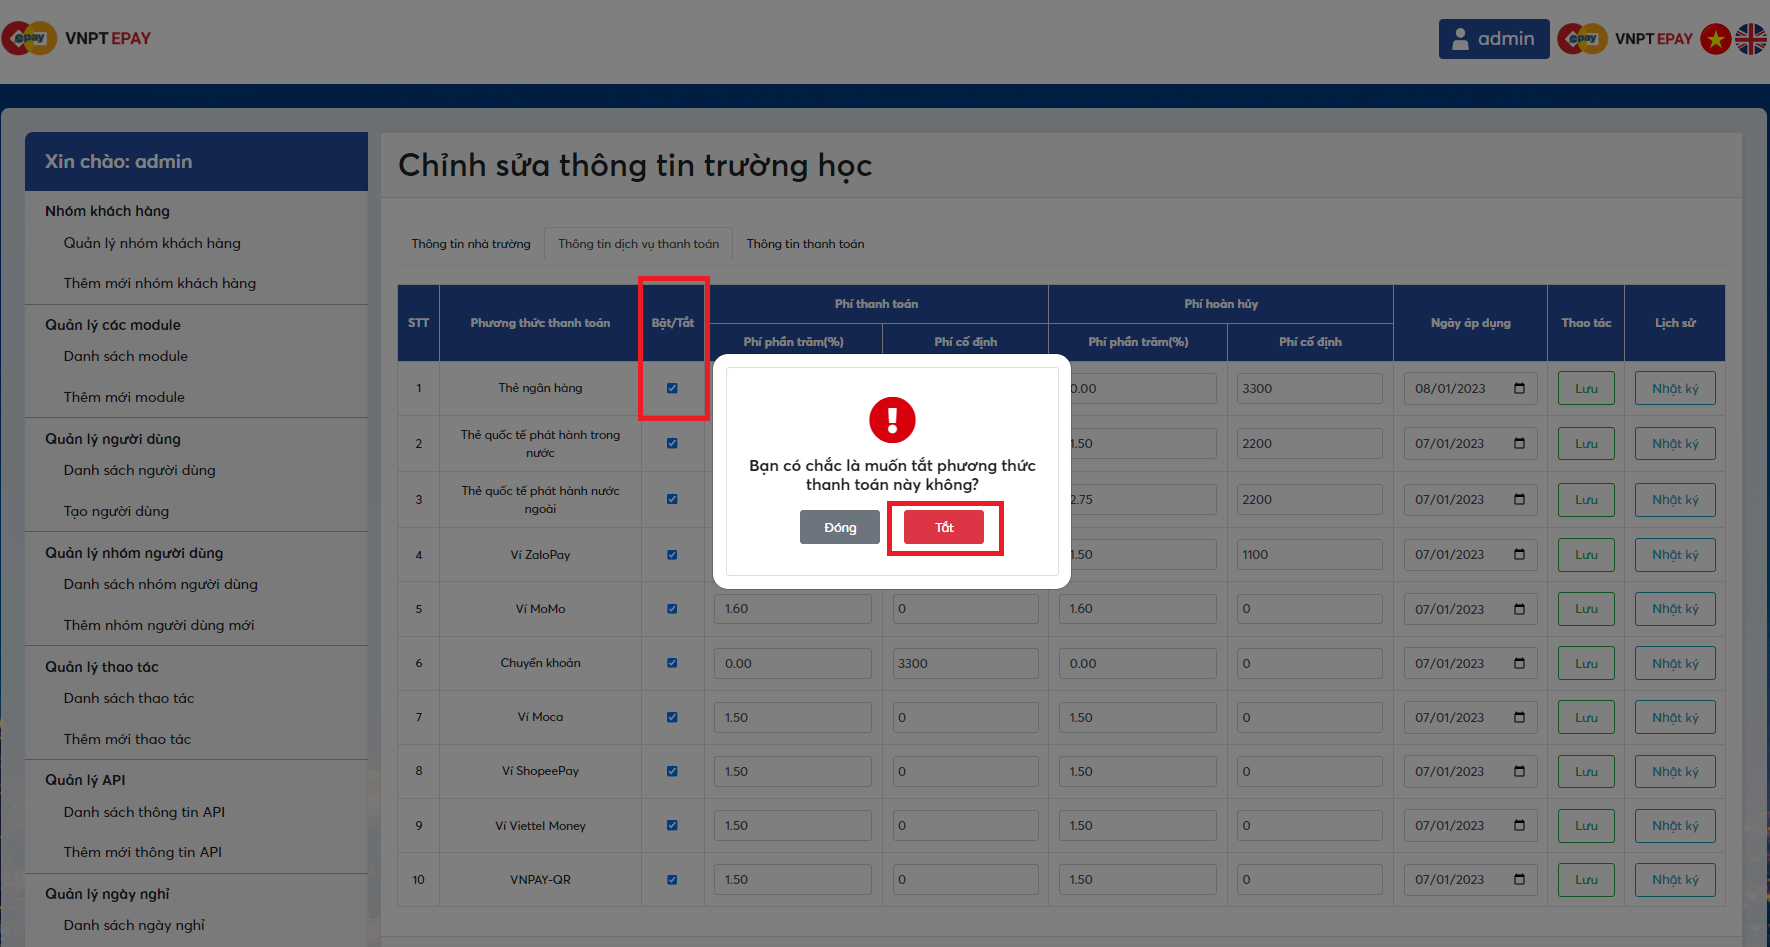 epay VNPT EPAY
admin
epay VNPT EPAY
Xin chào: admin
Nhóm khách hàng
Quản lý nhóm khách hàng
Thêm mới nhóm khách hàng
Quản lý các module
Danh sách module
Thêm mới module
Quản lý người dùng
Danh sách người dùng
Tạo người dùng
Quản lý nhóm người dùng
Danh sách nhóm người dùng
Thêm nhóm người dùng mới
Quản lý thao tác
Danh sách thao tác
Thêm mới thao tác
Quản lý API
Danh sách thông tin API
Thêm mới thông tin API
Quản lý ngày nghỉ
Danh sách ngày nghỉ
Chỉnh sửa thông tin trường học
Thông tin nhà trường Thông tin dịch vụ thanh toán Thông tin thanh toán
STT Phương thức thanh toán Bật/Tắt Phí thanh toán Phí hoàn hủy Ngày áp dụng Thao tác Lịch sử
Phí phần trăm(%) Phí cố định Phí phần trăm(%) Phí cố định
1 Thẻ ngân hàng 0.00 3300 08/01/2023 Lưu Nhật ký
2 Thẻ quốc tế phát hành trong
nước 1.50 2200 07/01/2023 Lưu Nhật ký
3 Thẻ quốc tế phát hành nước
ngoài 2.75 2200 07/01/2023 Lưu Nhật ký
4 Ví ZaloPay 1.50 1100 07/01/2023 Lưu Nhật ký
5 Ví MoMo 1.60 0 1.60 0 07/01/2023 Lưu Nhật ký
6 Chuyển khoản 0.00 3300 0.00 0 07/01/2023 Lưu Nhật ký
7 Ví Moca 1.50 0 1.50 0 07/01/2023 Lưu Nhật ký
8 Ví ShopeePay 1.50 0 1.50 0 07/01/2023 Lưu Nhật ký
9 Ví Viettel Money 1.50 0 1.50 0 07/01/2023 Lưu Nhật ký
10 VNPAY-QR 1.50 0 1.50 0 07/01/2023 Lưu Nhật ký
Bạn có chắc là muốn tắt phương thức
thanh toán này không?
Đóng Tắt